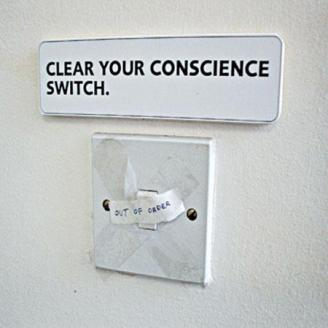 CLEAR YOUR CONSCIENCE
SWITCH.
OUT OF ORDER